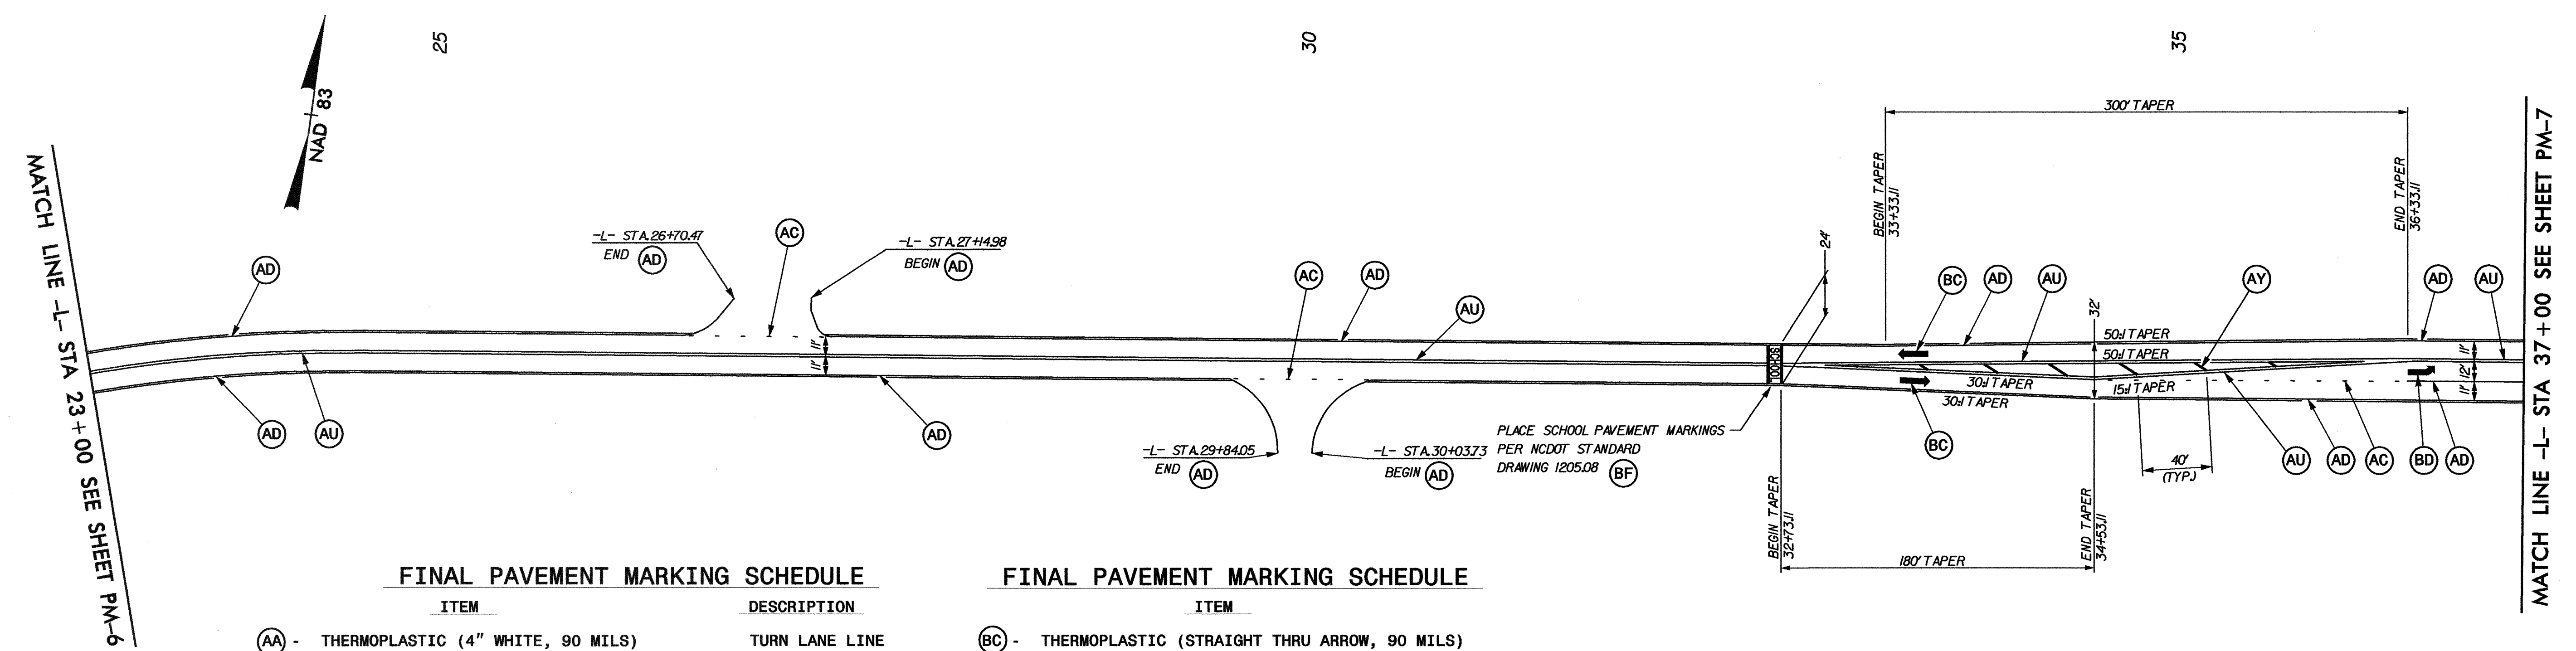 25
30
35
NAD 83
MATCH LINE -L- STA 23+00 SEE SHEET PM-6
MATCH LINE -L- STA 37+00 SEE SHEET PM-7
300' TAPER
BEGIN TAPER
33+33.11
END TAPER
36+33.11
-L- STA.26+70.47
END AD
AC
-L- STA.27+14.98
BEGIN AD
AD
AC
AD
AU
24'
BC
AD
AU
32'
AY
AD
AU
50:1 TAPER
50:1 TAPER
11'
11'
SCHOOL
30:1 TAPER
15:1 TAPER
30:1 TAPER
11'
12'
11'
AD
AU
AD
-L- STA.29+84.05
END AD
-L- STA.30+03.73
BEGIN AD
PLACE SCHOOL PAVEMENT MARKINGS
PER NCDOT STANDARD
DRAWING 1205.08 BF
BC
40'
(TYP.)
AU
AD
AC
BD
AD
BEGIN TAPER
32+73.11
END TAPER
34+53.11
180' TAPER
FINAL PAVEMENT MARKING SCHEDULE
ITEM DESCRIPTION
AA - THERMOPLASTIC (4" WHITE, 90 MILS) TURN LANE LINE
FINAL PAVEMENT MARKING SCHEDULE
ITEM
BC - THERMOPLASTIC (STRAIGHT THRU ARROW, 90 MILS)